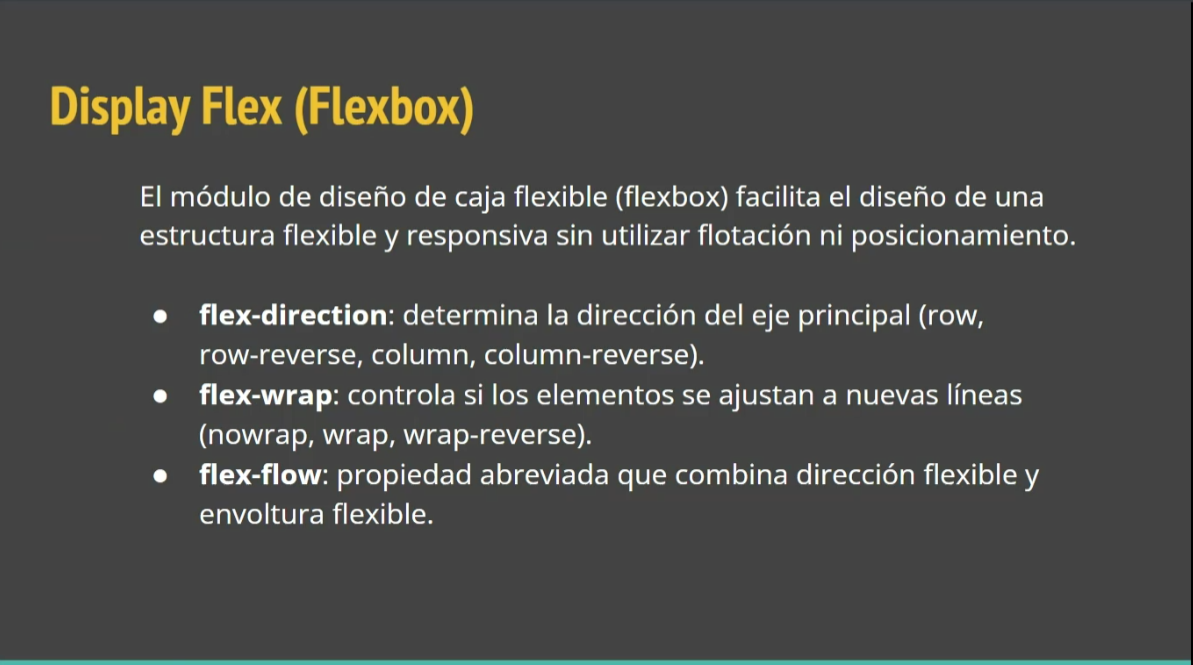 Display Flex (Flexbox)
El módulo de diseño de caja flexible (flexbox) facilita el diseño de una
estructura flexible y responsiva sin utilizar flotación ni posicionamiento.
● flex-direction: determina la dirección del eje principal (row,
row-reverse, column, column-reverse).
● flex-wrap: controla si los elementos se ajustan a nuevas líneas
(nowrap, wrap, wrap-reverse).
● flex-flow: propiedad abreviada que combina dirección flexible y
envoltura flexible.